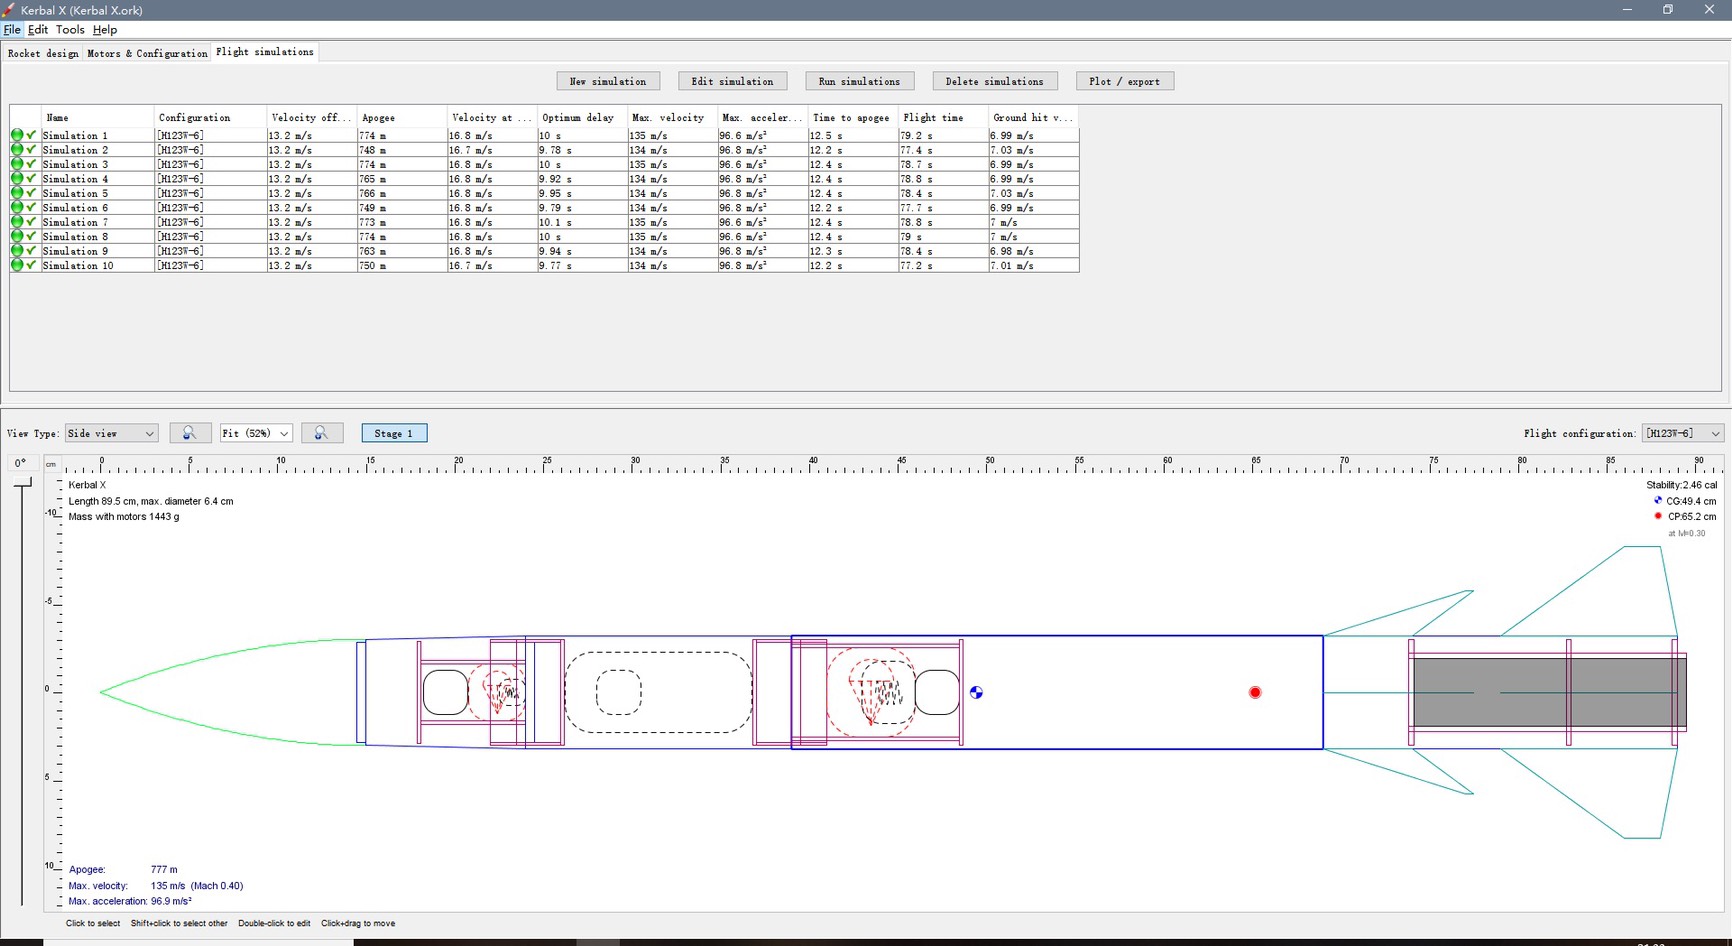 Kerbal X (Kerbal X.ork)
File Edit Tools Help
Rocket design Motors & Configuration Flight simulations
New simulation Edit simulation Run simulations Delete simulations Plot / export
Name Configuration Velocity off... Apogee Velocity at ... Optimum delay Max. velocity Max. acceler... Time to apogee Flight time Ground hit v...
Simulation 1 [H123W-6] 13.2 m/s 774 m 16.8 m/s 10 s 135 m/s 96.6 m/s² 12.5 s 79.2 s 6.99 m/s
Simulation 2 [H123W-6] 13.2 m/s 748 m 16.7 m/s 9.78 s 134 m/s 96.8 m/s² 12.2 s 77.4 s 7.03 m/s
Simulation 3 [H123W-6] 13.2 m/s 774 m 16.8 m/s 10 s 135 m/s 96.6 m/s² 12.4 s 78.7 s 6.99 m/s
Simulation 4 [H123W-6] 13.2 m/s 765 m 16.8 m/s 9.92 s 134 m/s 96.8 m/s² 12.4 s 78.8 s 6.99 m/s
Simulation 5 [H123W-6] 13.2 m/s 766 m 16.8 m/s 9.95 s 134 m/s 96.8 m/s² 12.4 s 78.4 s 7.03 m/s
Simulation 6 [H123W-6] 13.2 m/s 749 m 16.8 m/s 9.79 s 134 m/s 96.8 m/s² 12.2 s 77.7 s 6.99 m/s
Simulation 7 [H123W-6] 13.2 m/s 773 m 16.8 m/s 10.1 s 135 m/s 96.6 m/s² 12.4 s 78.8 s 7 m/s
Simulation 8 [H123W-6] 13.2 m/s 774 m 16.8 m/s 10 s 135 m/s 96.6 m/s² 12.4 s 79 s 7 m/s
Simulation 9 [H123W-6] 13.2 m/s 763 m 16.8 m/s 9.94 s 134 m/s 96.8 m/s² 12.3 s 78.4 s 6.98 m/s
Simulation 10 [H123W-6] 13.2 m/s 750 m 16.7 m/s 9.77 s 134 m/s 96.8 m/s² 12.2 s 77.2 s 7.01 m/s
View Type: Side view Fit (52%) Stage 1 Flight configuration: [H123W-6]
0° cm 0 5 10 15 20 25 30 35 40 45 50 55 60 65 70 75 80 85 90
Kerbal X Stability:2.46 cal
Length 89.5 cm, max. diameter 6.4 cm CG:49.4 cm
Mass with motors 1443 g CP:65.2 cm
at M=0.30
-10
-5
0
5
10
Apogee: 777 m
Max. velocity: 135 m/s (Mach 0.40)
Max. acceleration: 96.9 m/s²
Click to select Shift+click to select other Double-click to edit Click+drag to move